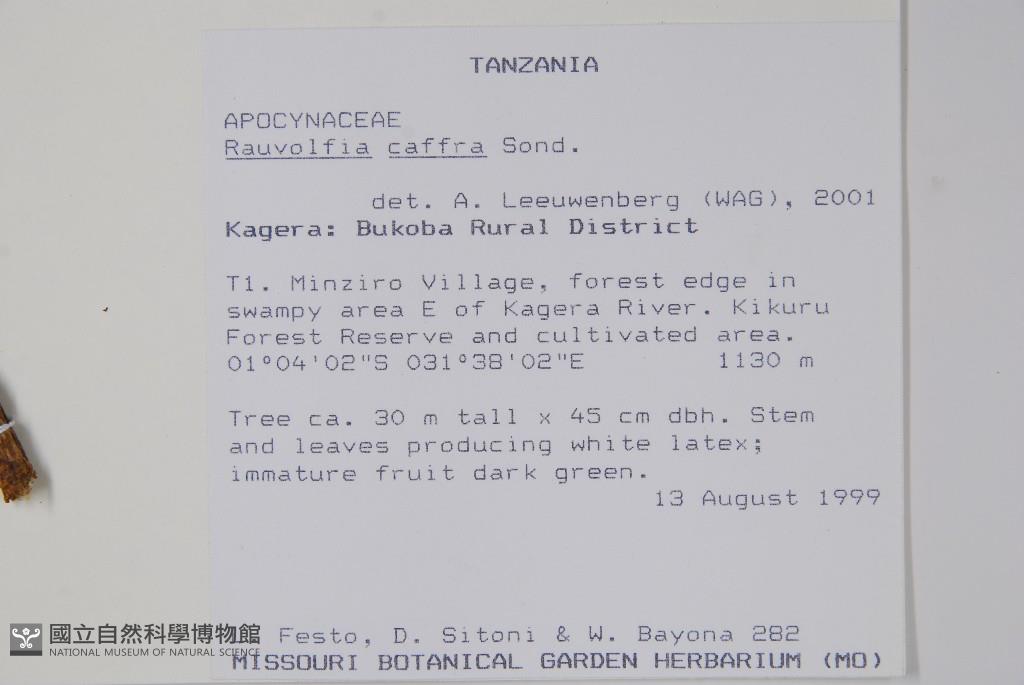 TANZANIA
APOCYNACEAE
Rauvolfia caffra Sond.
det. A. Leeuwenberg (WAG), 2001
Kagera: Bukoba Rural District
T1. Minziro Village, forest edge in
swampy area E of Kagera River. Kikuru
Forest Reserve and cultivated area.
01°04'02"S 031°38'02"E 1130 m
Tree ca. 30 m tall x 45 cm dbh. Stem
and leaves producing white latex;
immature fruit dark green.
13 August 1999
Festo, D. Sitoni & W. Bayona 282
MISSOURI BOTANICAL GARDEN HERBARIUM (MO)
國立自然科學博物館
NATIONAL MUSEUM OF NATURAL SCIENCE